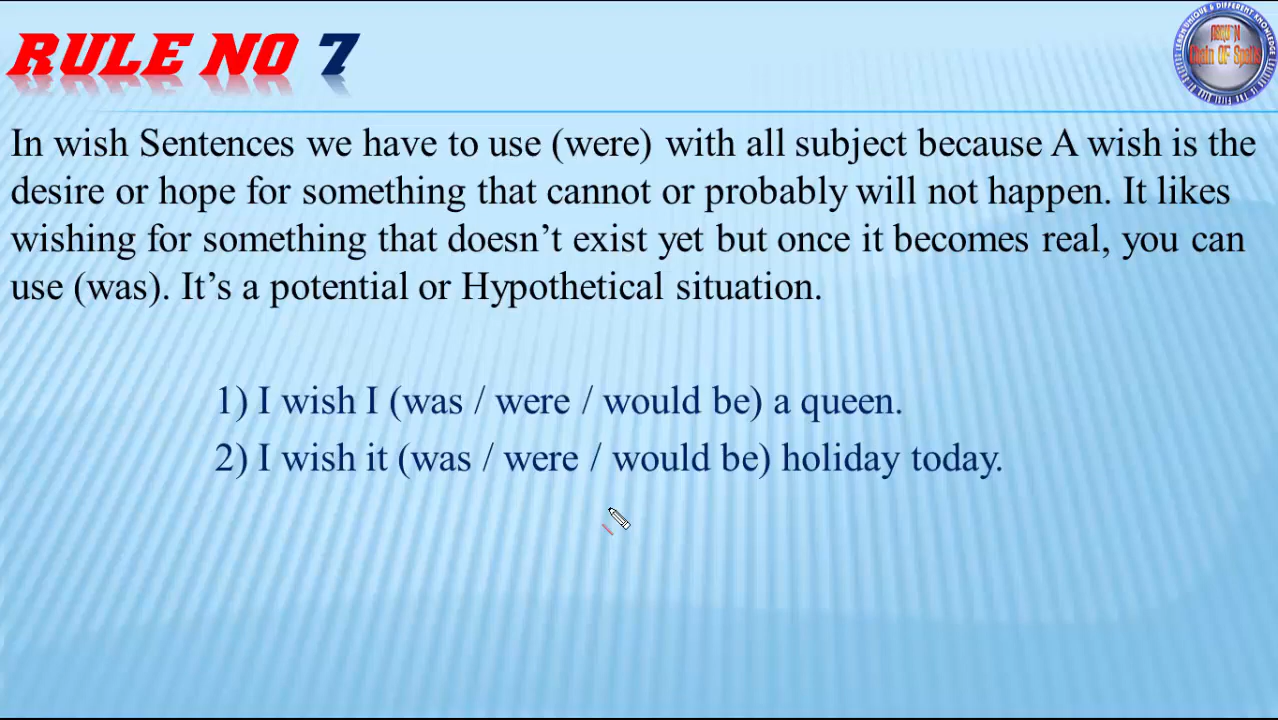 RULE NO 7
In wish Sentences we have to use (were) with all subject because A wish is the
desire or hope for something that cannot or probably will not happen. It likes
wishing for something that doesn’t exist yet but once it becomes real, you can
use (was). It’s a potential or Hypothetical situation.
1) I wish I (was / were / would be) a queen.
2) I wish it (was / were / would be) holiday today.
Chain OF Spells